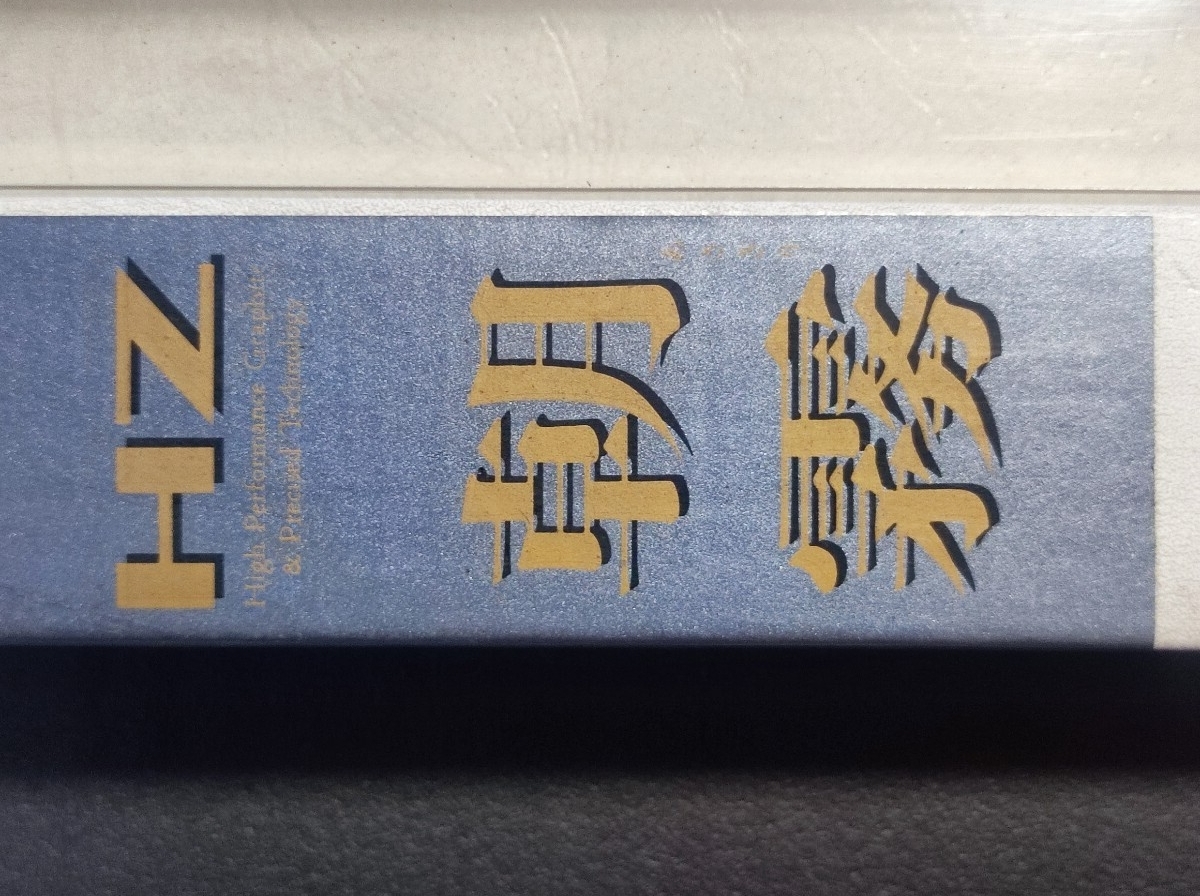 HZ
High Performance Graphite
& Precised Technology
朝霧